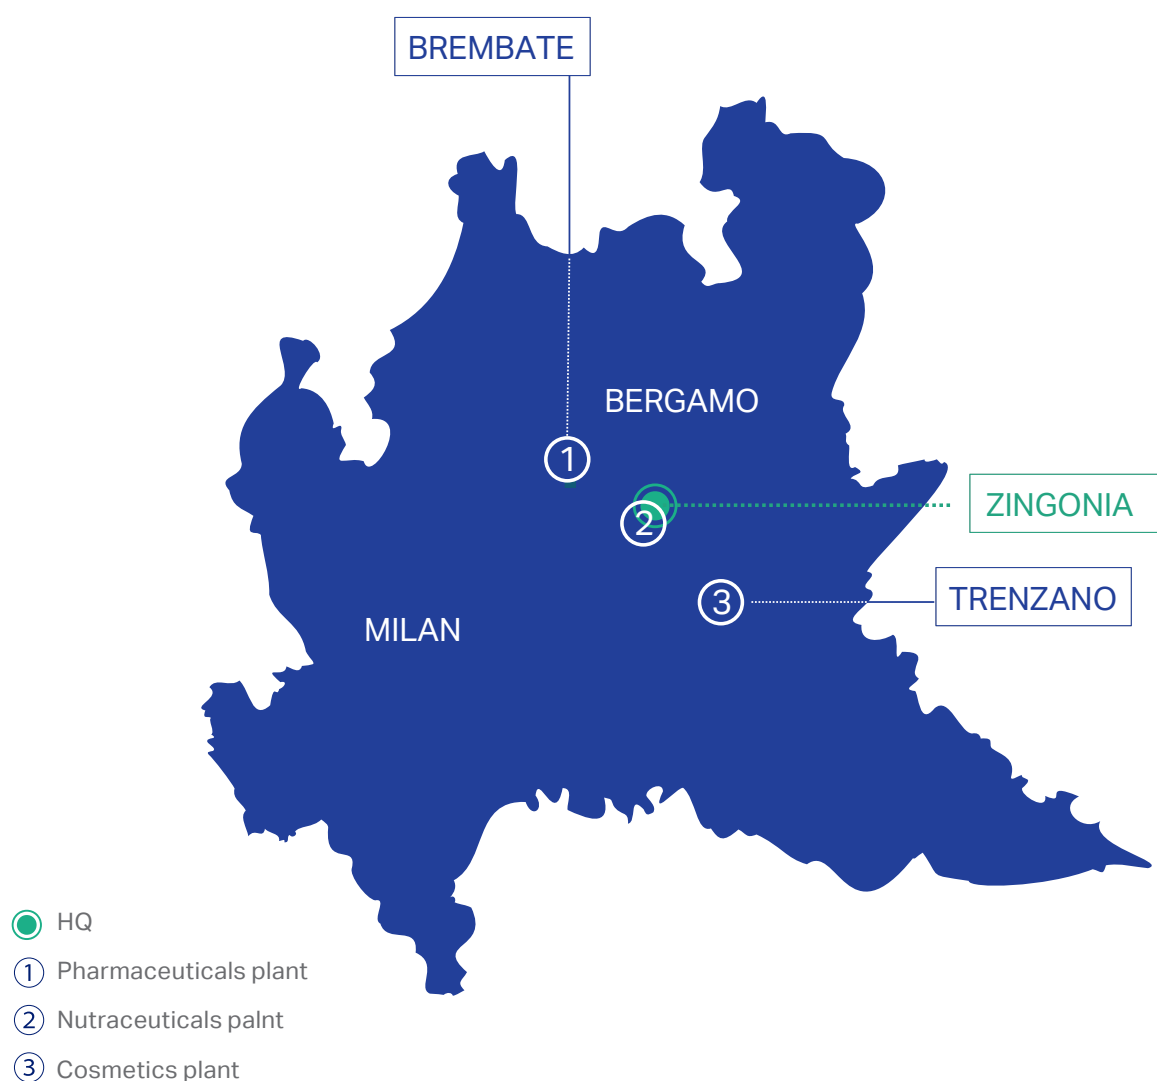 BREMBATE
BERGAMO
1
2
ZINGONIA
3
TRENZANO
MILAN
HQ
1 Pharmaceuticals plant
2 Nutraceuticals palnt
3 Cosmetics plant